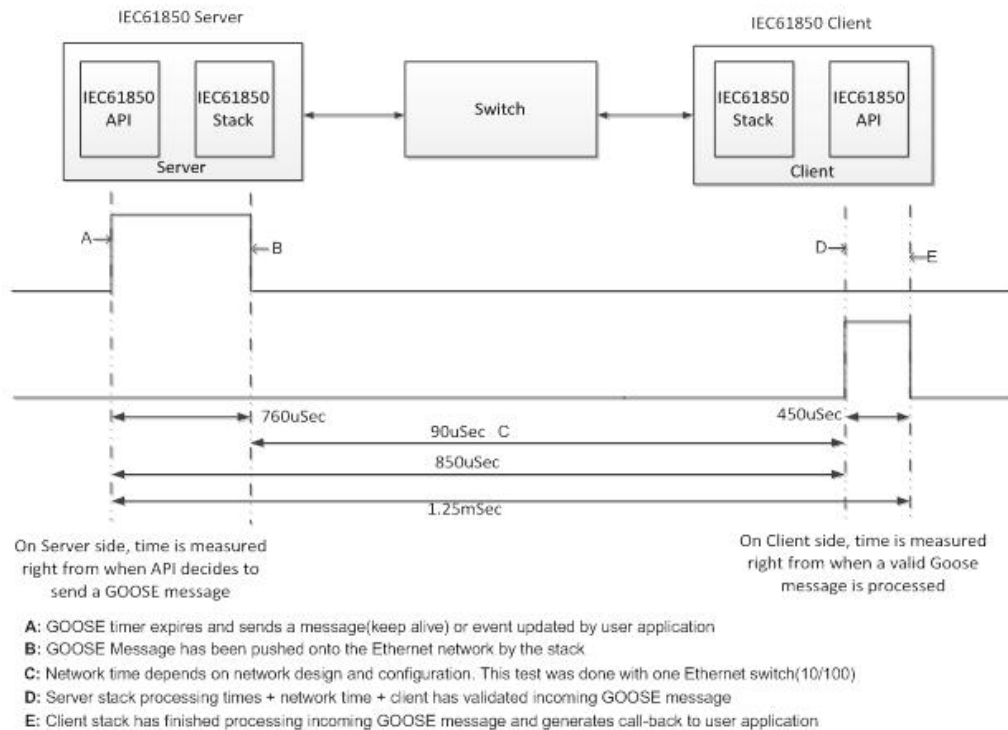 IEC61850 Server
IEC61850 Client
IEC61850
API
IEC61850
Stack
Server
Switch
IEC61850
Stack
IEC61850
API
Client
A
B
D
E
760uSec
450uSec
90uSec C
850uSec
1.25mSec
On Server side, time is measured
right from when API decides to
send a GOOSE message
On Client side, time is measured
right from when a valid Goose
message is processed
A: GOOSE timer expires and sends a message(keep alive) or event updated by user application
B: GOOSE Message has been pushed onto the Ethernet network by the stack
C: Network time depends on network design and configuration. This test was done with one Ethernet switch(10/100)
D: Server stack processing times + network time + client has validated incoming GOOSE message
E: Client stack has finished processing incoming GOOSE message and generates call-back to user application